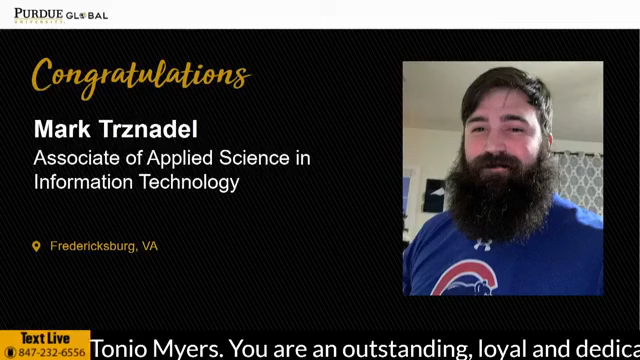 PURDUE GLOBAL
UNIVERSITY
Congratulations
Mark Trznadel
Associate of Applied Science in
Information Technology
Fredericksburg, VA
Text Live
847-232-6556
Tonio Myers. You are an outstanding, loyal and dedica